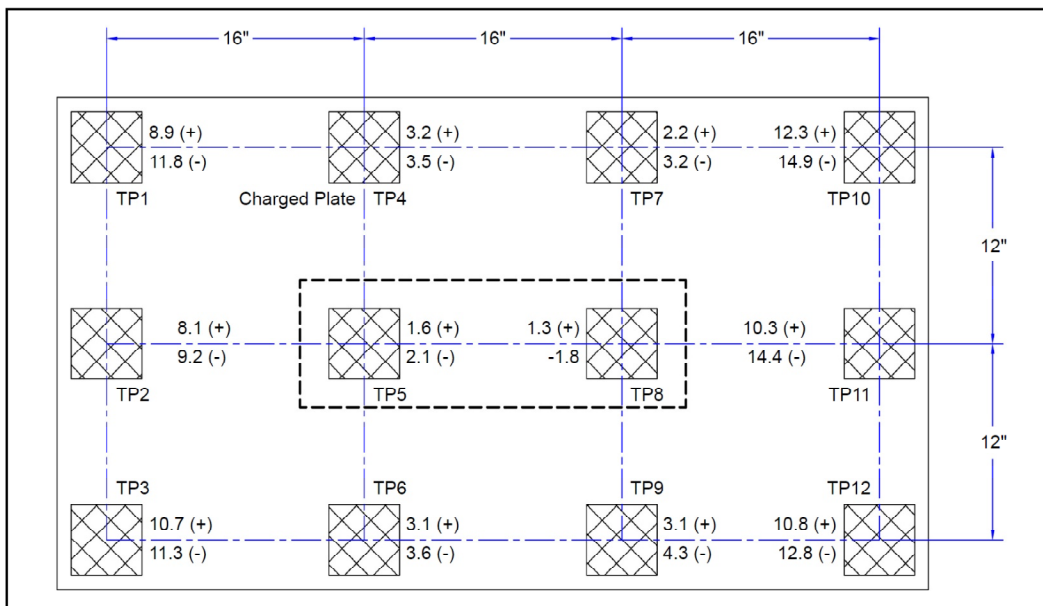 16"
16"
16"
8.9 (+)
11.8 (-)
TP1
3.2 (+)
3.5 (-)
Charged Plate
TP4
2.2 (+)
3.2 (-)
TP7
12.3 (+)
14.9 (-)
TP10
12"
8.1 (+)
9.2 (-)
TP2
1.6 (+)
2.1 (-)
TP5
1.3 (+)
-1.8
TP8
10.3 (+)
14.4 (-)
TP11
12"
TP3
10.7 (+)
11.3 (-)
TP6
3.1 (+)
3.6 (-)
TP9
3.1 (+)
4.3 (-)
TP12
10.8 (+)
12.8 (-)